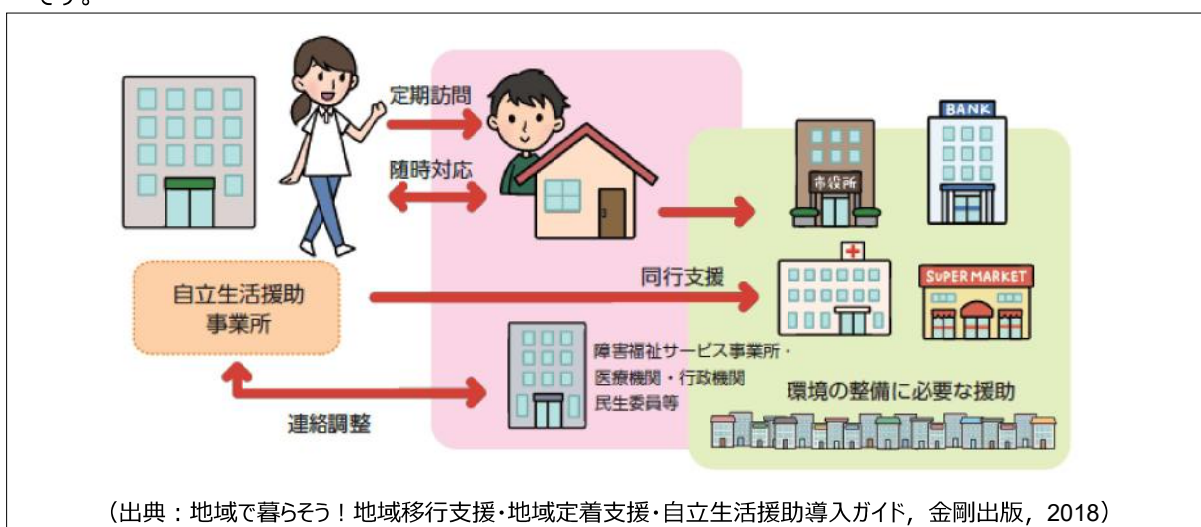 です。
定期訪問
随時対応
市役所
BANK
同行支援
SUPER MARKET
自立生活援助
事業所
障害福祉サービス事業所・
医療機関・行政機関
民生委員等
環境の整備に必要な援助
連絡調整
（出典：地域で暮らそう！地域移行支援・地域定着支援・自立生活援助導入ガイド，金剛出版，2018）